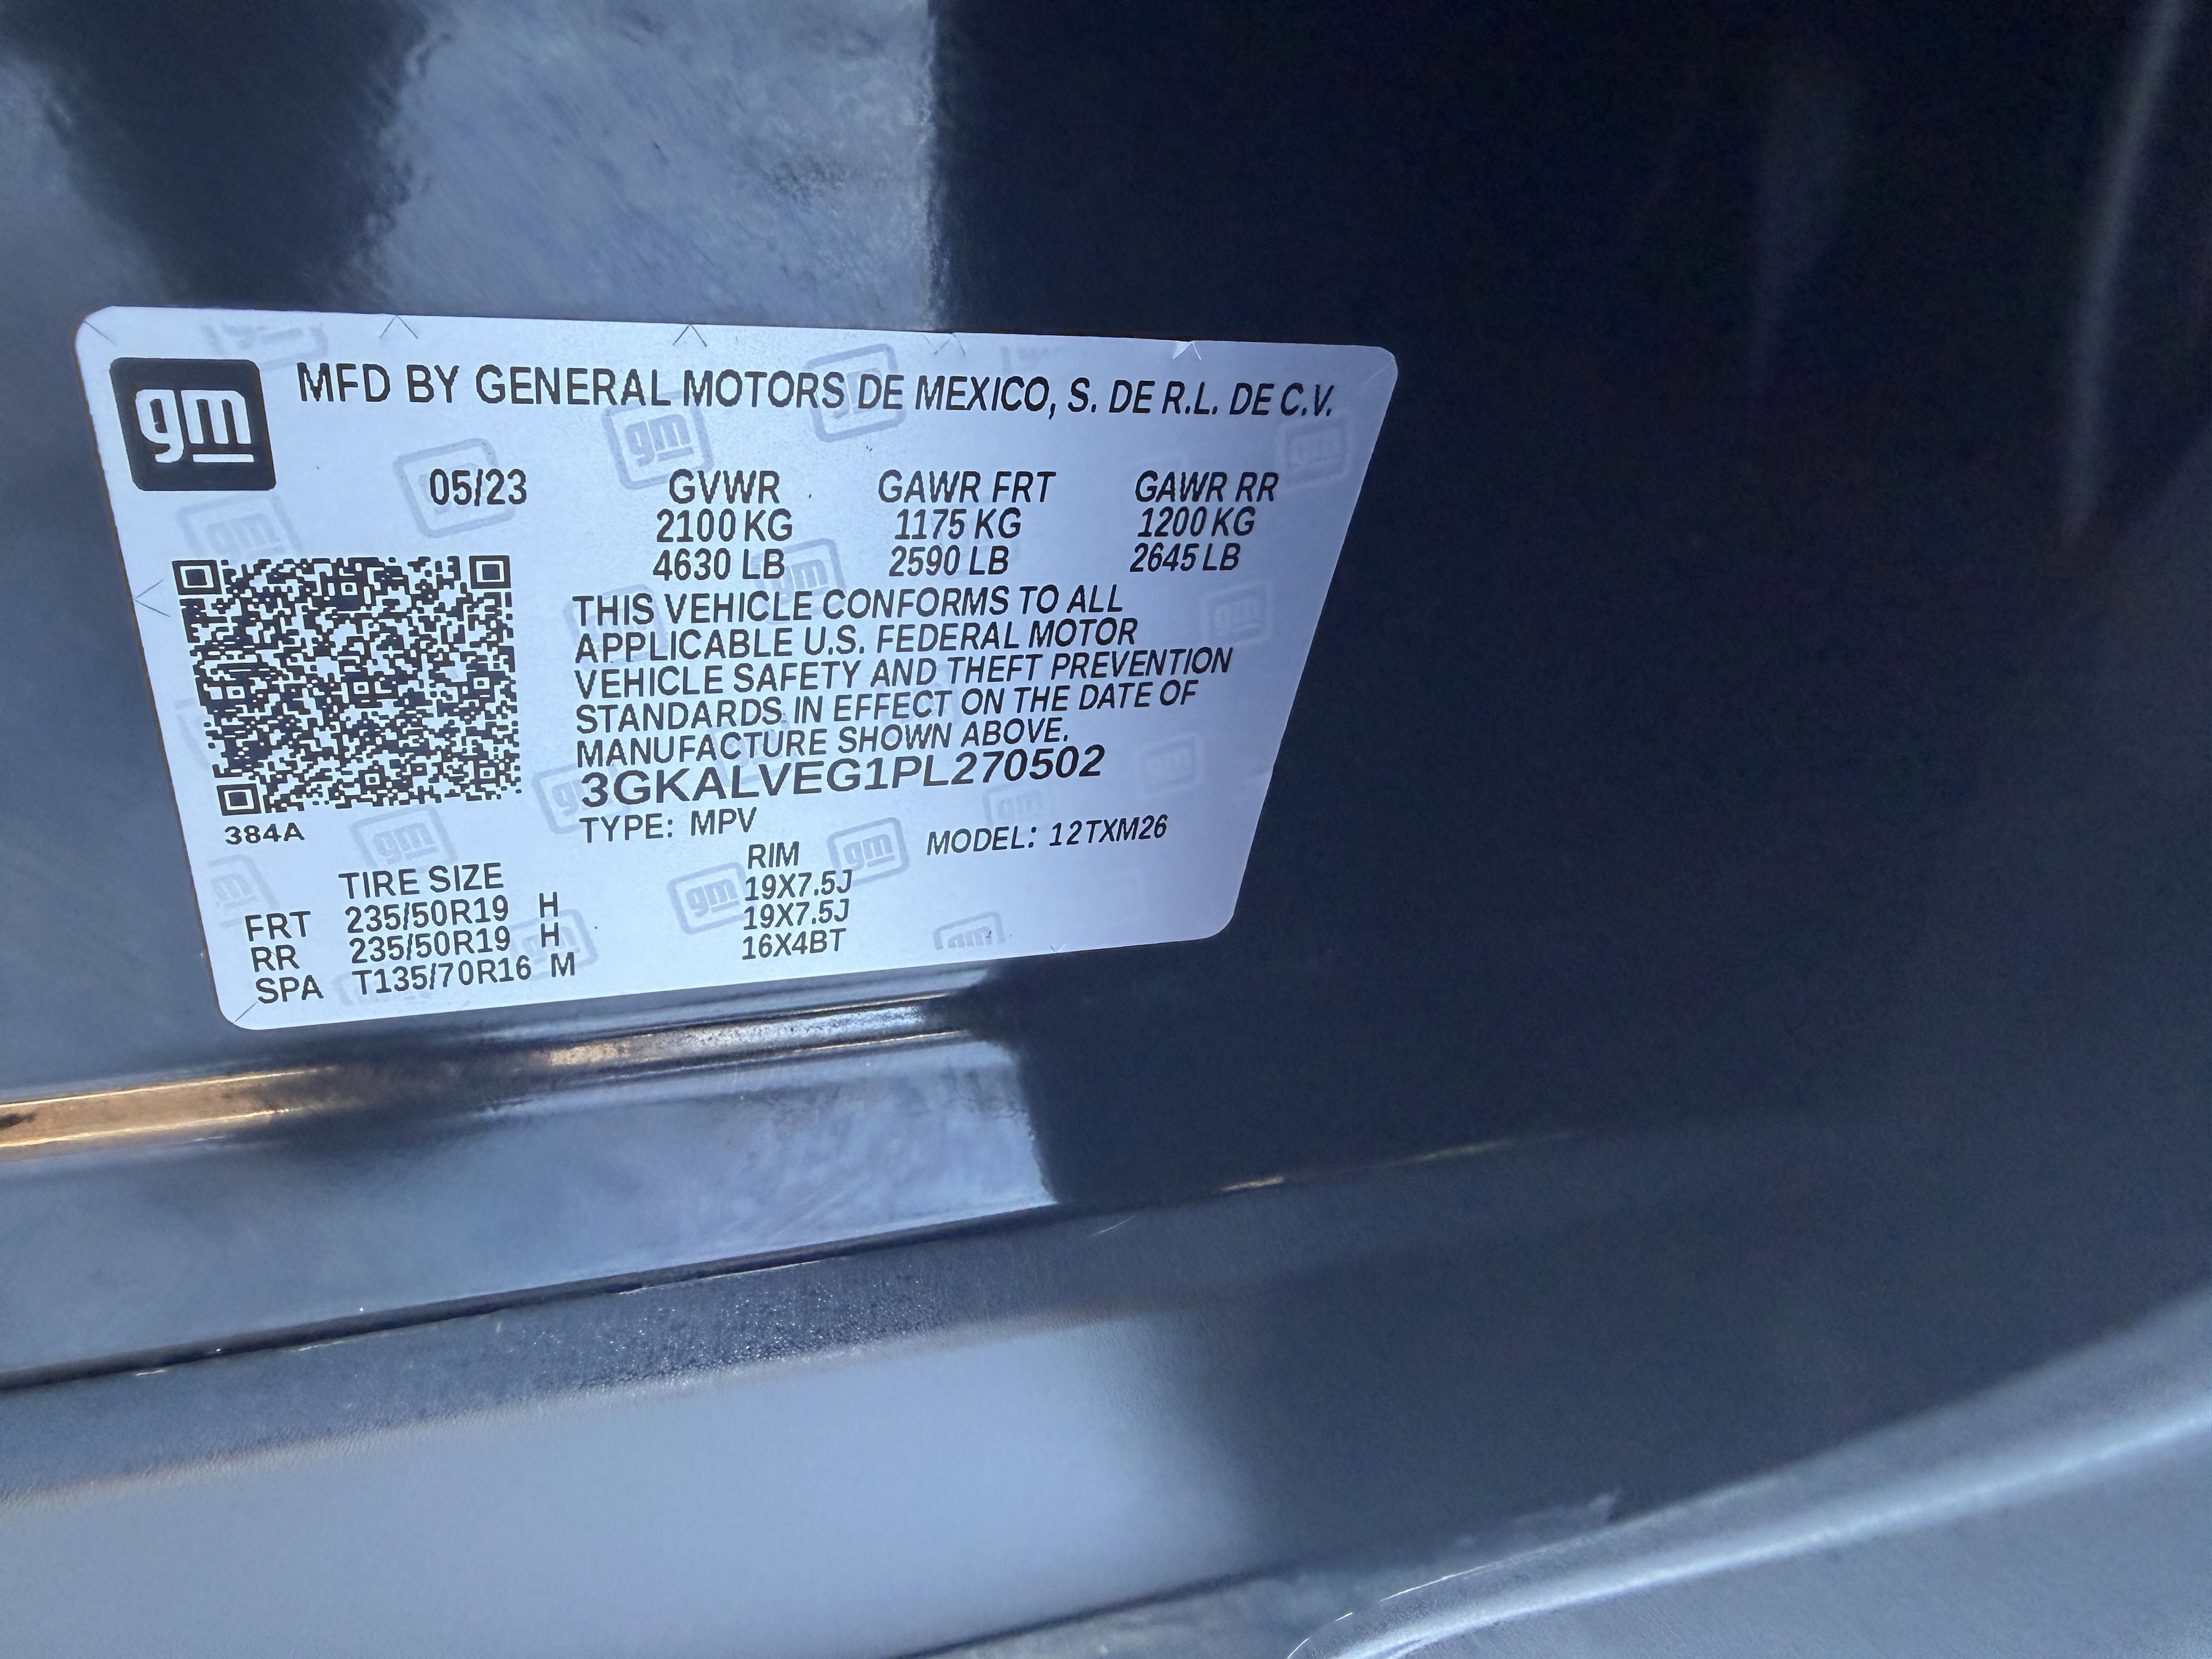 gm MFD BY GENERAL MOTORS DE MEXICO, S. DE R.L. DE C.V.
05/23 GVWR GAWR FRT GAWR RR
2100 KG 1175 KG 1200 KG
4630 LB 2590 LB 2645 LB
THIS VEHICLE CONFORMS TO ALL
APPLICABLE U.S. FEDERAL MOTOR
VEHICLE SAFETY AND THEFT PREVENTION
STANDARDS IN EFFECT ON THE DATE OF
MANUFACTURE SHOWN ABOVE.
3GKALVEG1PL270502
384A
TYPE: MPV MODEL: 12TXM26
TIRE SIZE RIM
FRT 235/50R19 H 19X7.5J
RR 235/50R19 H 19X7.5J
SPA T135/70R16 M 16X4BT